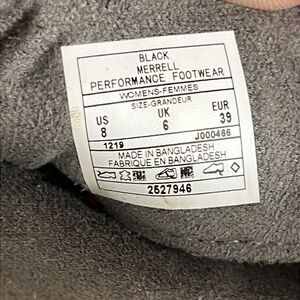 BLACK
MERRELL
PERFORMANCE FOOTWEAR
WOMENS-FEMMES
SIZE-GRANDEUR
US UK EUR
8 6 39
1219 J000466
MADE IN BANGLADESH
FABRIQUE EN BANGLADESH
2527946